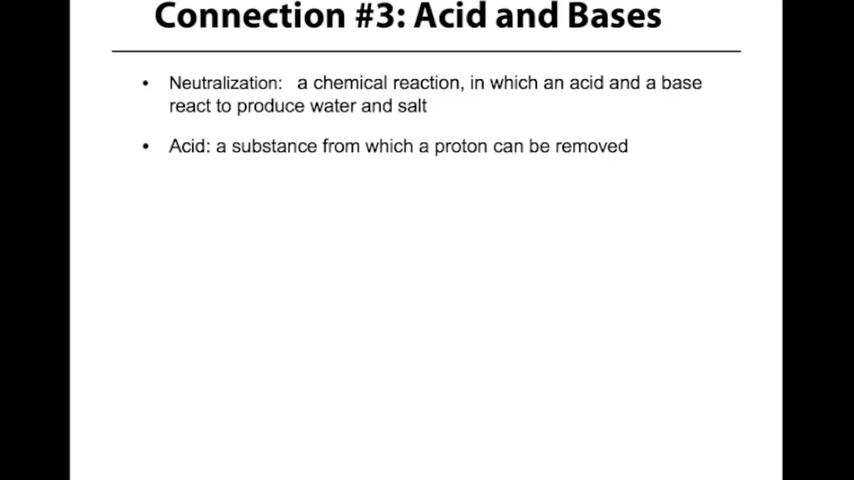 Connection #3: Acid and Bases
• Neutralization: a chemical reaction, in which an acid and a base
react to produce water and salt
• Acid: a substance from which a proton can be removed